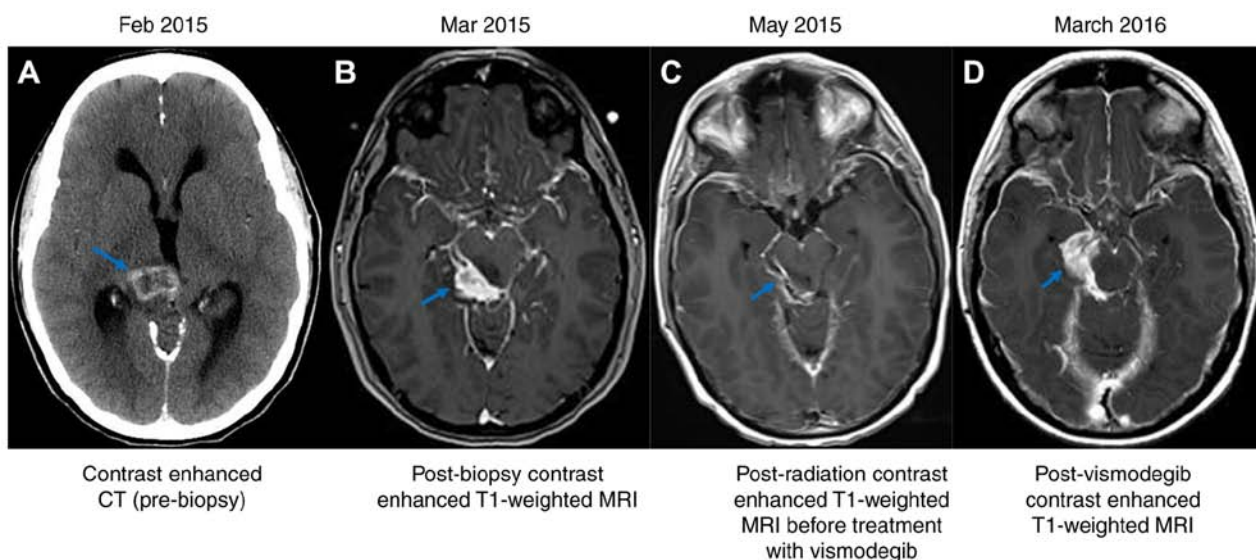 Feb 2015
Mar 2015
May 2015
March 2016
A
B
C
D
Contrast enhanced
CT (pre-biopsy)
Post-biopsy contrast
enhanced T1-weighted MRI
Post-radiation contrast
enhanced T1-weighted
MRI before treatment
with vismodegib
Post-vismodegib
contrast enhanced
T1-weighted MRI